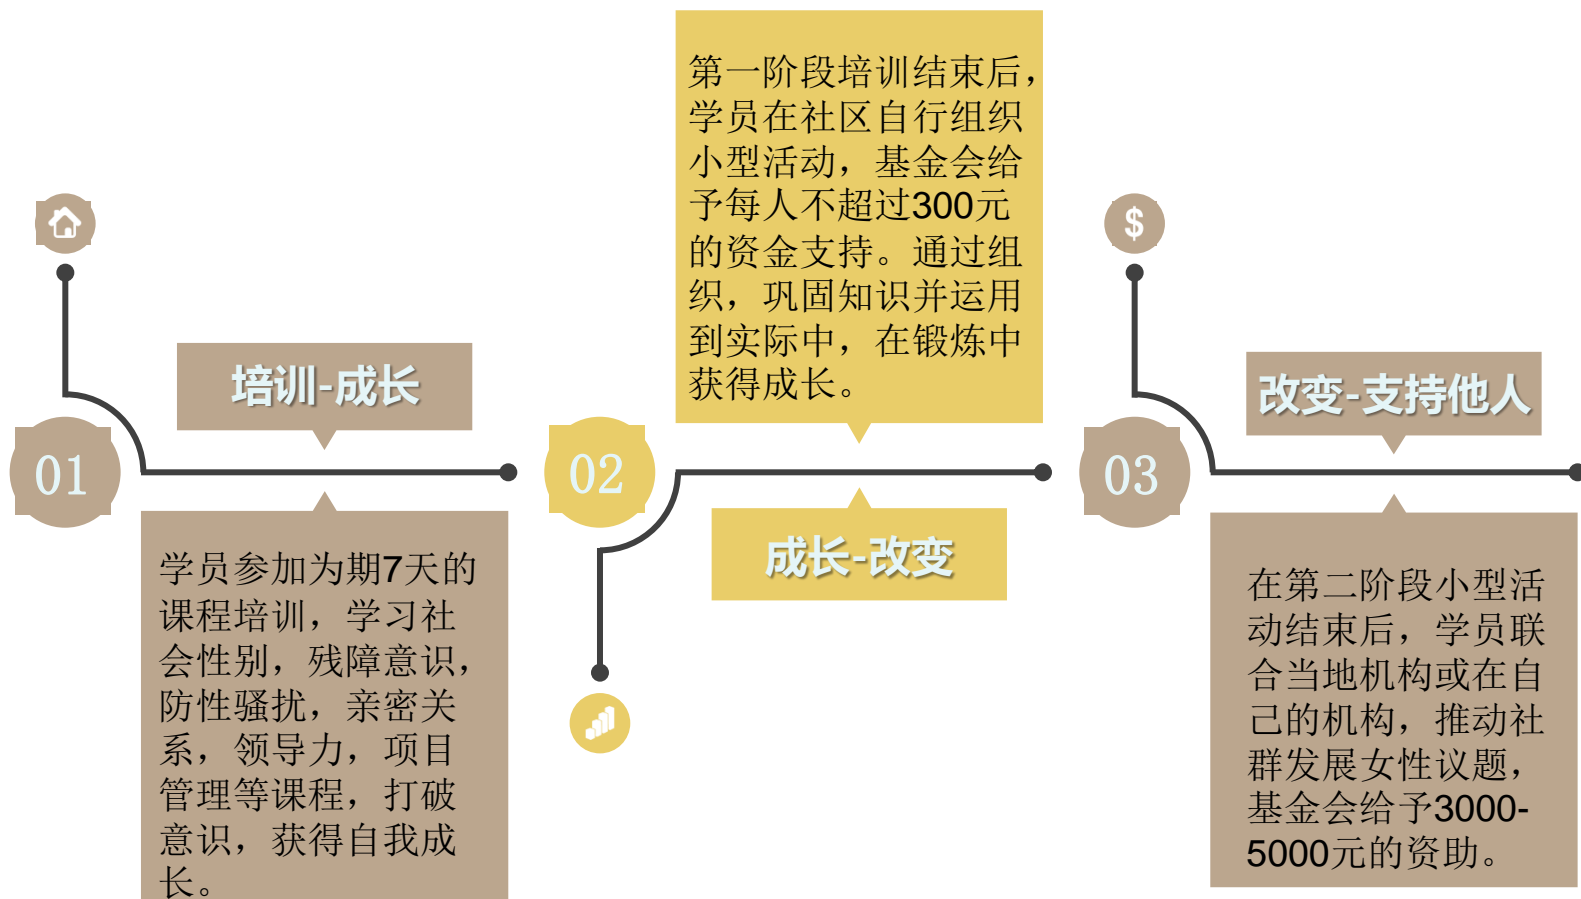 01
培训-成长
学员参加为期7天的
课程培训，学习社
会性别，残障意识，
防性骚扰，亲密关
系，领导力，项目
管理等课程，打破
意识，获得自我成
长。
02
第一阶段培训结束后，
学员在社区自行组织
小型活动，基金会给
予每人不超过300元
的资金支持。通过组
织，巩固知识并运用
到实际中，在锻炼中
获得成长。
成长-改变
$
03
改变-支持他人
在第二阶段小型活
动结束后，学员联
合当地机构或在自
己的机构，推动社
群发展女性议题，
基金会给予3000-
5000元的资助。